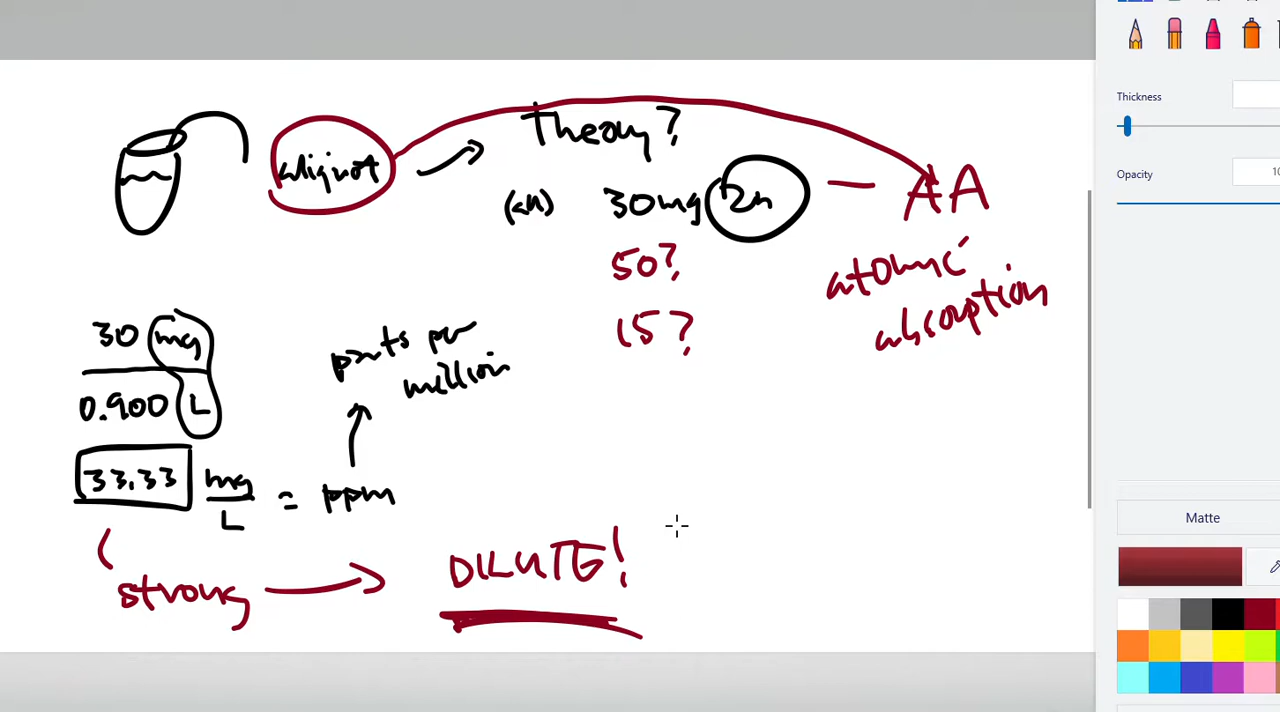 Theory?
aliquot
30mg Zn — AA
50?
atomic absorption
15?
30 mg
0.900 L
parts per million
33.33 mg/L = ppm
strong → DILUTE!
Thickness
Opacity
10
Matte